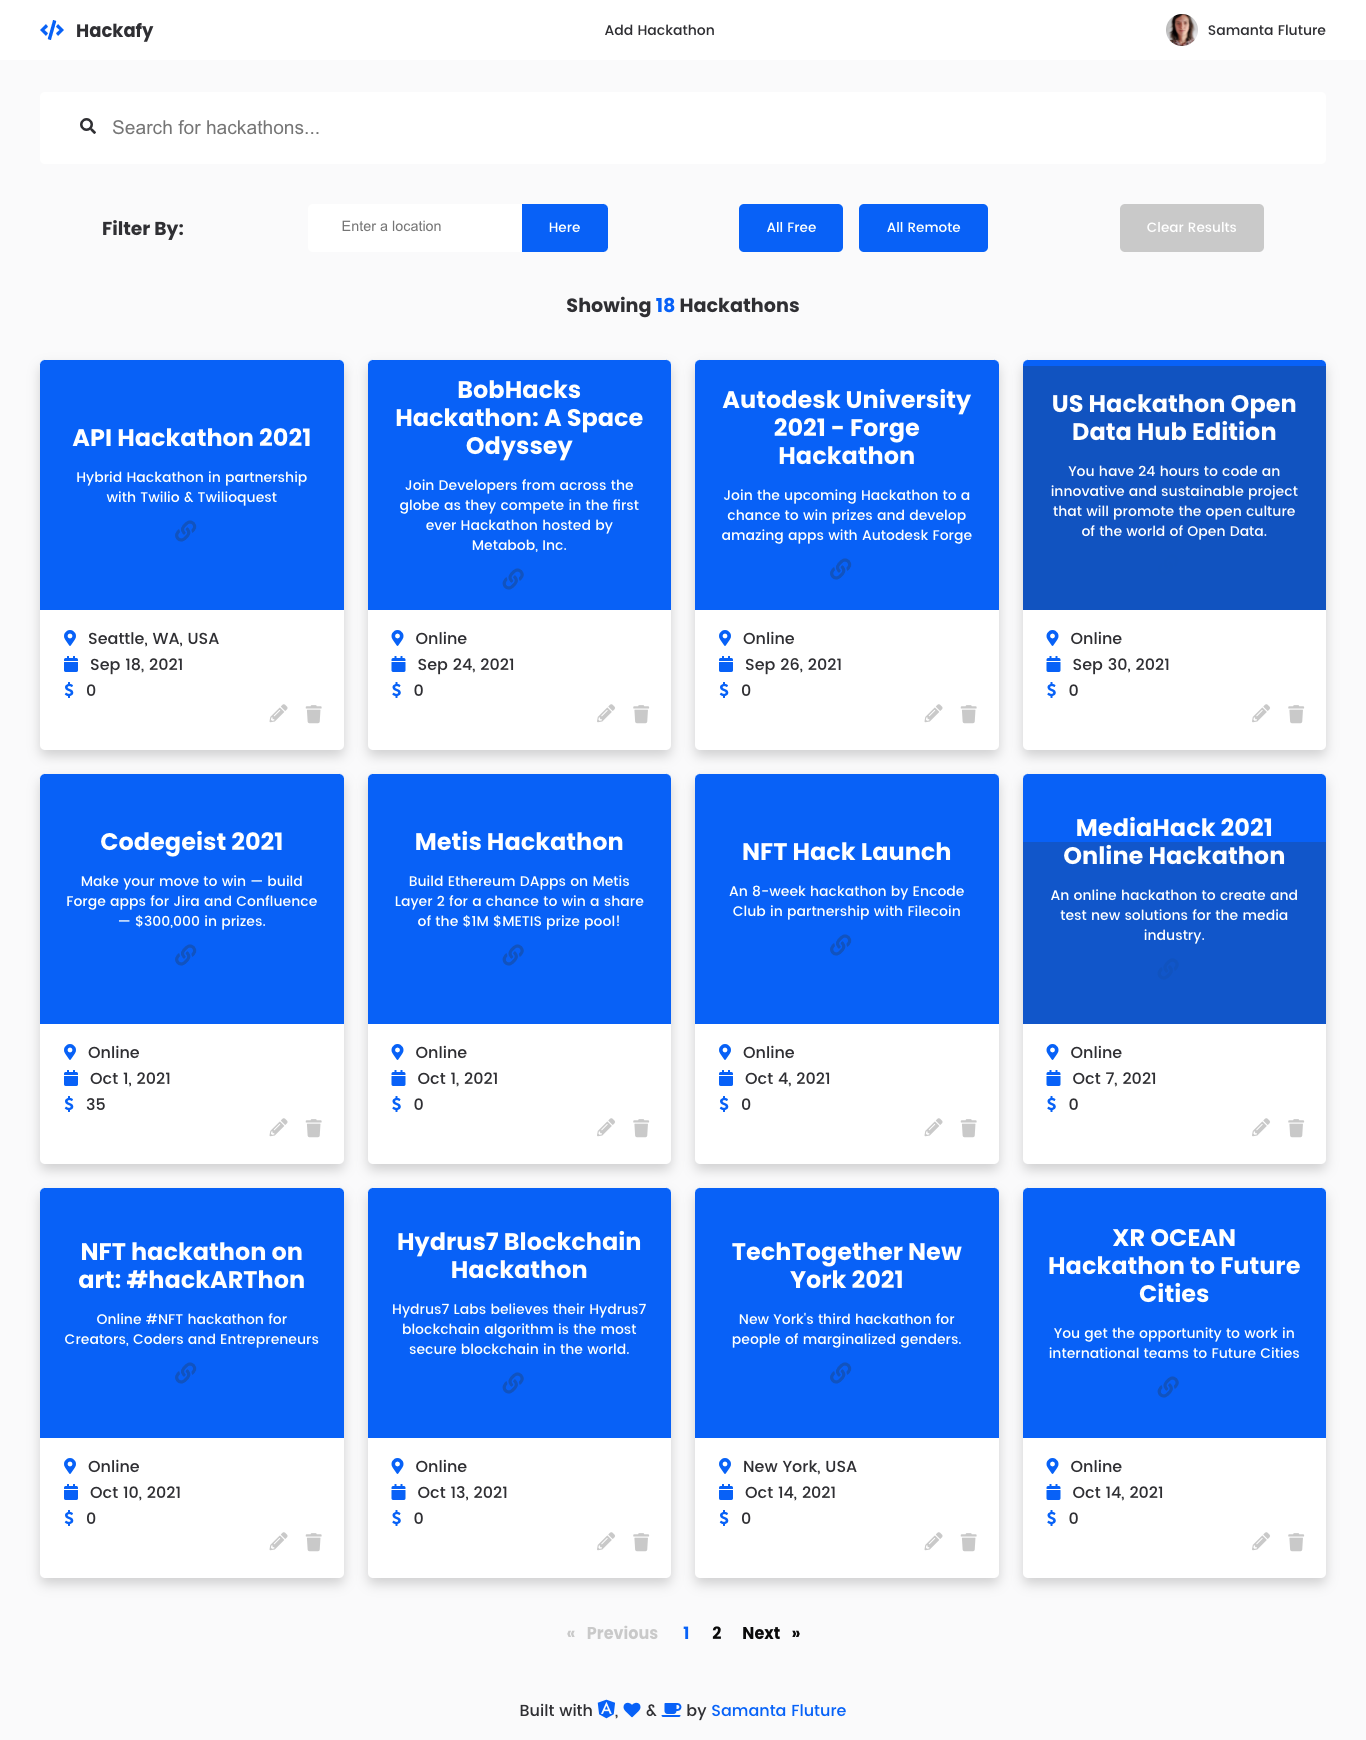 Hackafy
Add Hackathon
Samanta Fluture
Search for hackathons...
Filter By:
Enter a location
Here
All Free
All Remote
Clear Results
Showing 18 Hackathons
API Hackathon 2021
Hybrid Hackathon in partnership
with Twilio & Twilioquest
Seattle, WA, USA
Sep 18, 2021
$ 0
BobHacks
Hackathon: A Space
Odyssey
Join Developers from across the
globe as they compete in the first
ever Hackathon hosted by
Metabob, Inc.
Online
Sep 24, 2021
$ 0
Autodesk University
2021 - Forge
Hackathon
Join the upcoming Hackathon to a
chance to win prizes and develop
amazing apps with Autodesk Forge
Online
Sep 26, 2021
$ 0
US Hackathon Open
Data Hub Edition
You have 24 hours to code an
innovative and sustainable project
that will promote the open culture
of the world of Open Data.
Online
Sep 30, 2021
$ 0
Codegeist 2021
Make your move to win — build
Forge apps for Jira and Confluence
— $300,000 in prizes.
Online
Oct 1, 2021
$ 35
Metis Hackathon
Build Ethereum DApps on Metis
Layer 2 for a chance to win a share
of the $1M $METIS prize pool!
Online
Oct 1, 2021
$ 0
NFT Hack Launch
An 8-week hackathon by Encode
Club in partnership with Filecoin
Online
Oct 4, 2021
$ 0
MediaHack 2021
Online Hackathon
An online hackathon to create and
test new solutions for the media
industry.
Online
Oct 7, 2021
$ 0
NFT hackathon on
art: #hackARThon
Online #NFT hackathon for
Creators, Coders and Entrepreneurs
Online
Oct 10, 2021
$ 0
Hydrus7 Blockchain
Hackathon
Hydrus7 Labs believes their Hydrus7
blockchain algorithm is the most
secure blockchain in the world.
Online
Oct 13, 2021
$ 0
TechTogether New
York 2021
New York's third hackathon for
people of marginalized genders.
New York, USA
Oct 14, 2021
$ 0
XR OCEAN
Hackathon to Future
Cities
You get the opportunity to work in
international teams to Future Cities
Online
Oct 14, 2021
$ 0
« Previous 1 2 Next »
Built with , & by Samanta Fluture